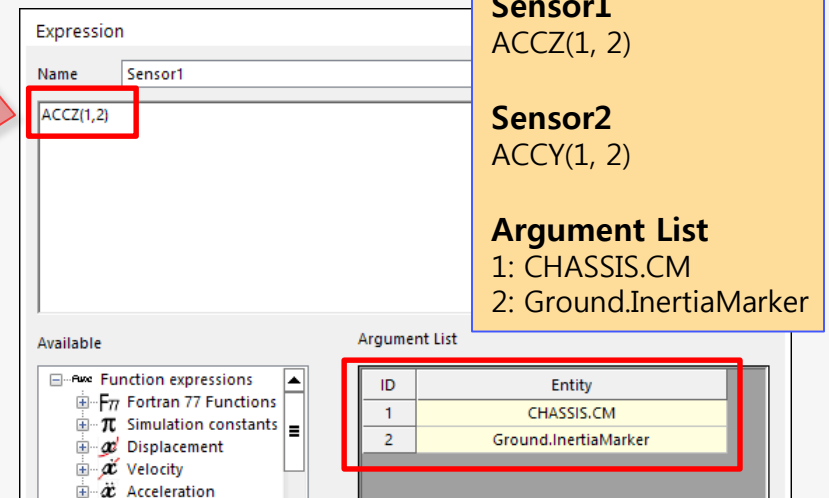 Expression
Name
Sensor1
ACCZ(1,2)
Sensor1
ACCZ(1, 2)
Sensor2
ACCY(1, 2)
Argument List
1: CHASSIS.CM
2: Ground.InertiaMarker
Available
Func Function expressions
F77 Fortran 77 Functions
π Simulation constants
Displacement
Velocity
Acceleration
Argument List
ID Entity
1 CHASSIS.CM
2 Ground.InertiaMarker